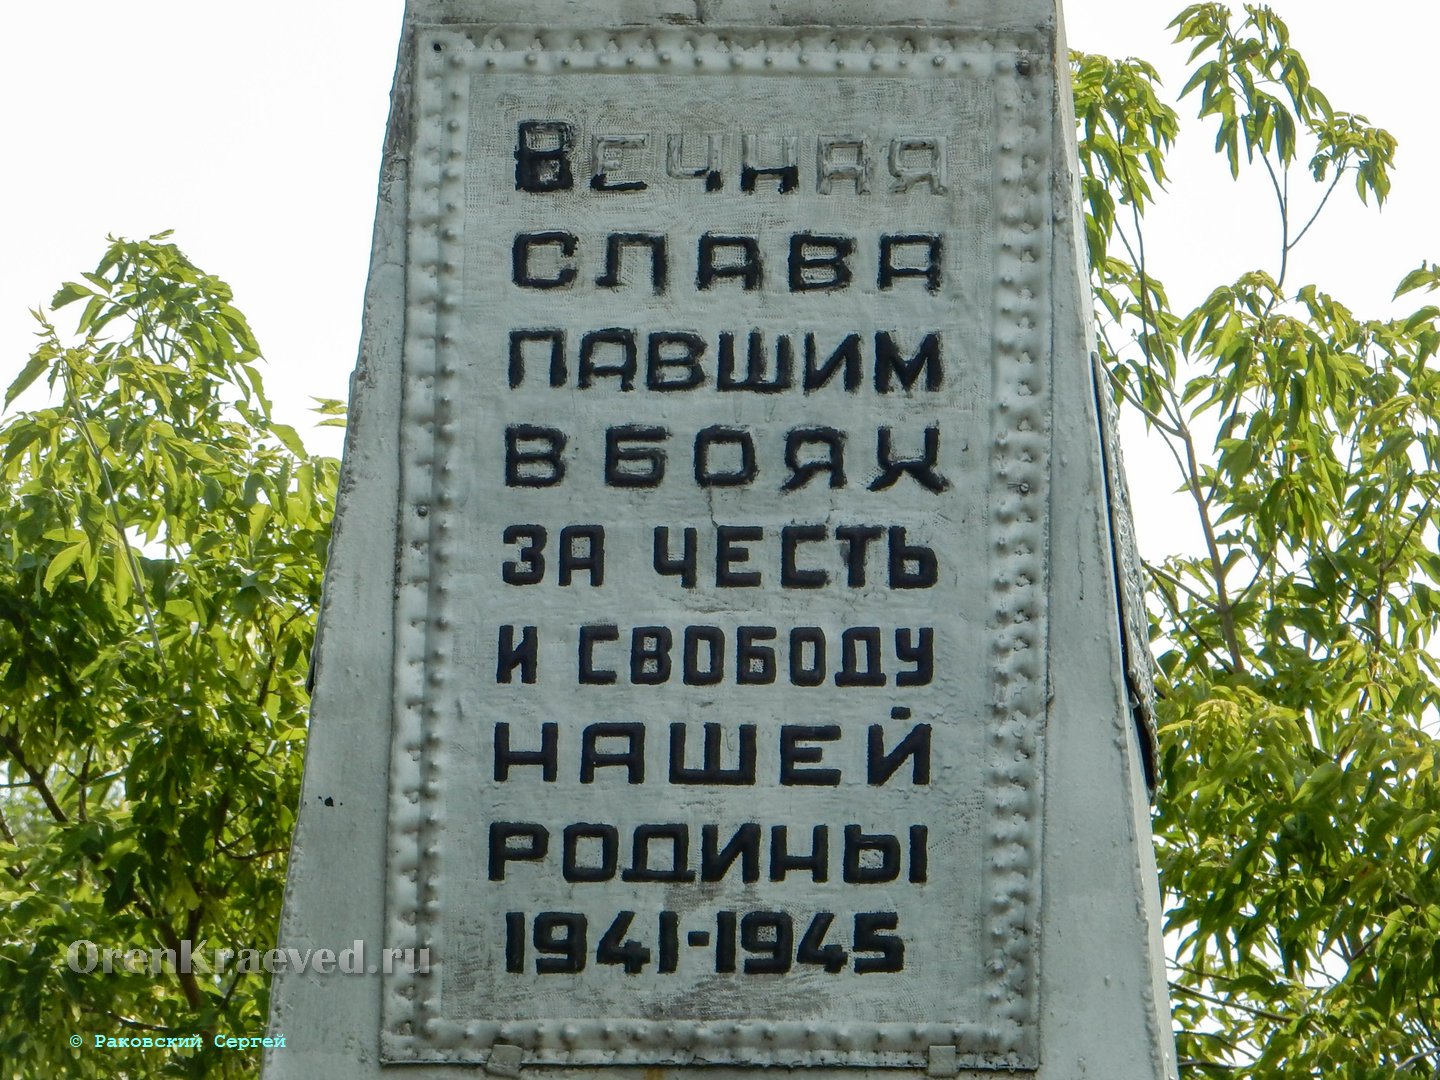 Вечная
слава
павшим
в боях
за честь
и свободу
нашей
Родины
1941-1945
OrenKraeved.ru
© Раковский Сергей